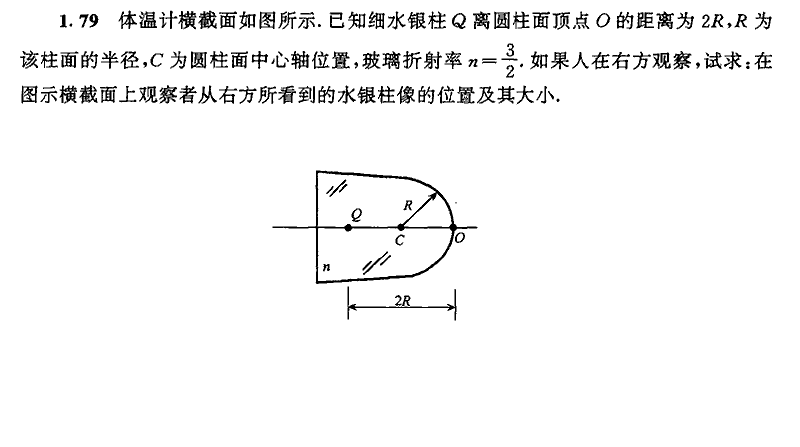 1.79 体温计横截面如图所示.已知细水银柱 Q 离圆柱面顶点 O 的距离为 2R,R 为
该柱面的半径,C 为圆柱面中心轴位置,玻璃折射率 n=3/2.如果人在右方观察,试求:在
图示横截面上观察者从右方所看到的水银柱像的位置及其大小.
R
Q
C
O
n
2R